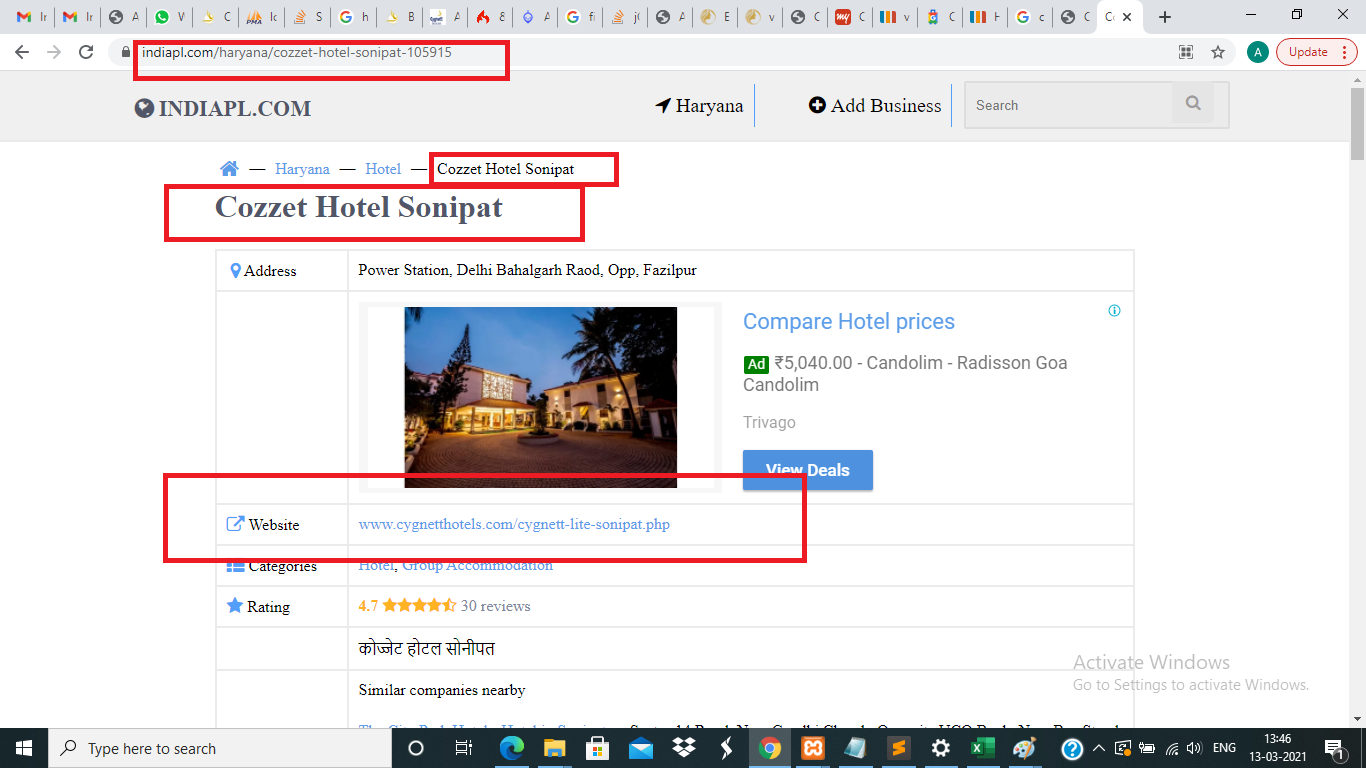 Ir Ir A W C Ic S h B A 8 A fi jC A E v C C v C H c C Cc
indiapl.com/haryana/cozzet-hotel-sonipat-105915
A Update
INDIAPL.COM Haryana Add Business Search
— Haryana — Hotel — Cozzet Hotel Sonipat
Cozzet Hotel Sonipat
Address Power Station, Delhi Bahalgarh Raod, Opp, Fazilpur
Compare Hotel prices
Ad ₹5,040.00 - Candolim - Radisson Goa
Candolim
Trivago
View Deals
Website www.cygnetthotels.com/cygnett-lite-sonipat.php
Categories Hotel, Group Accommodation
Rating 4.7 30 reviews
कोज्जेट होटल सोनीपत
Activate Windows
Go to Settings to activate Windows.
Similar companies nearby
Type here to search
ENG
13:46
13-03-2021
1